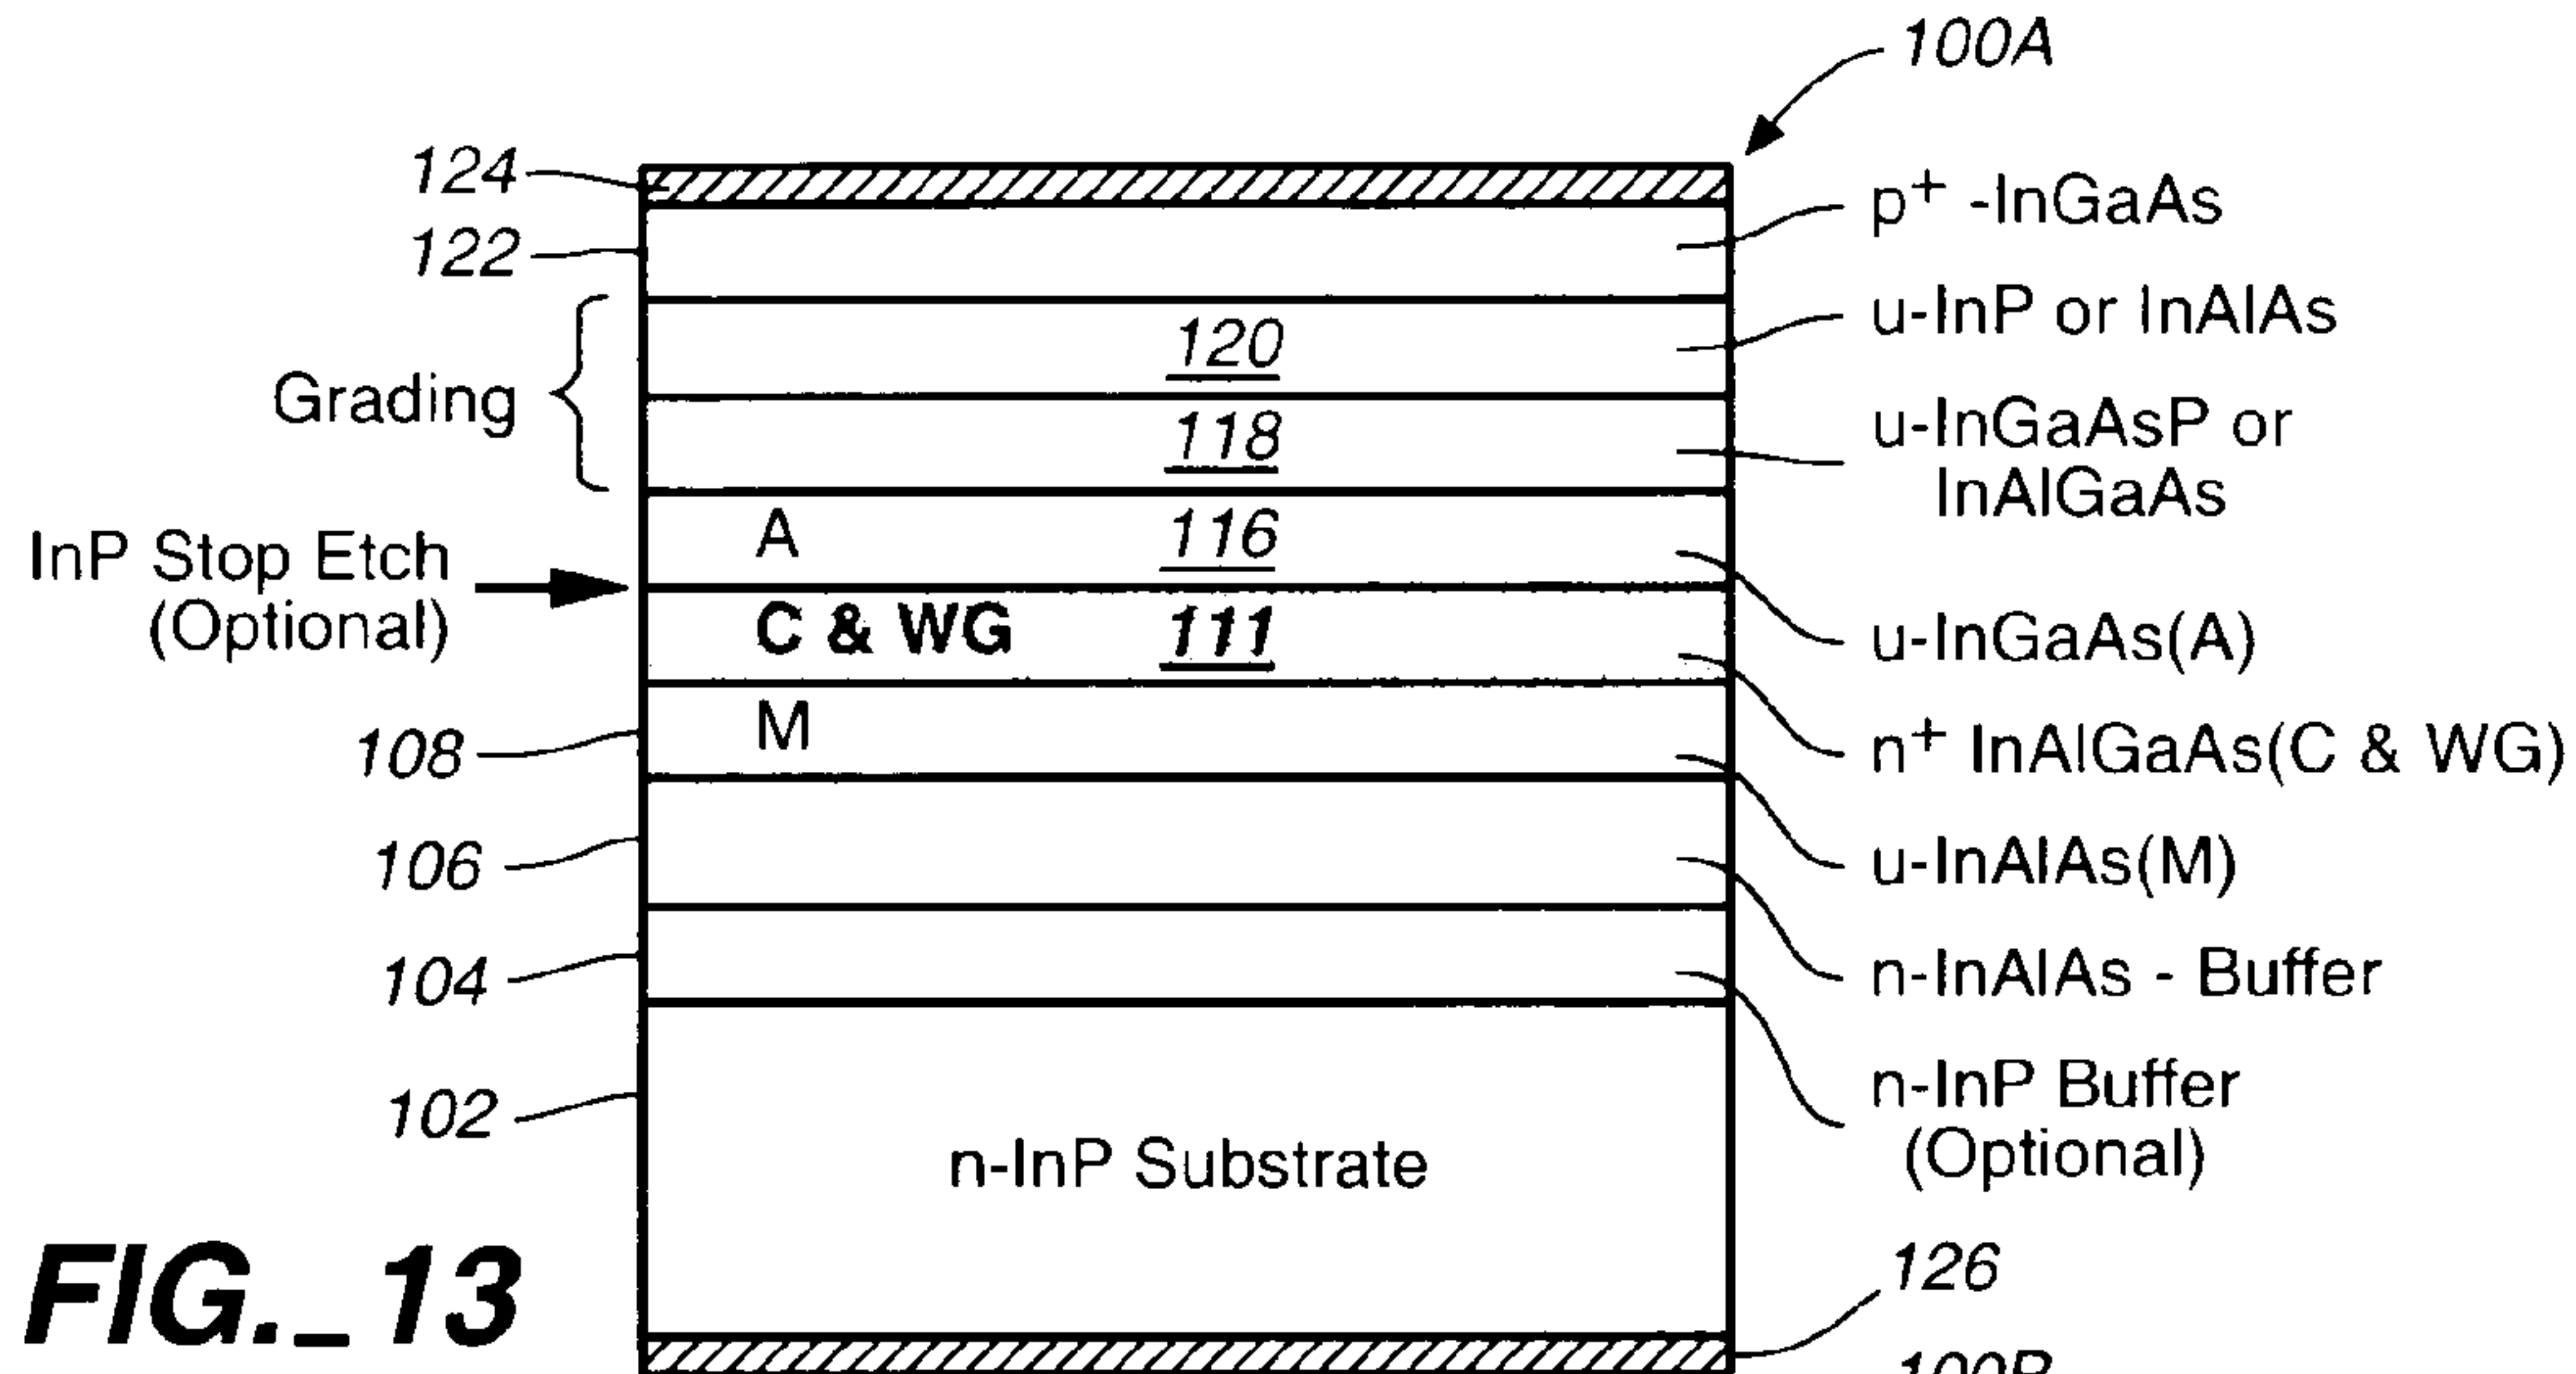 100A
124
p+ -InGaAs
122
u-InP or InAlAs
120
Grading
118
u-InGaAsP or
InAlGaAs
A 116
InP Stop Etch
(Optional)
C & WG 111
u-InGaAs(A)
M
108
n+ InAlGaAs(C & WG)
106
u-InAlAs(M)
104
n-InAlAs - Buffer
102
n-InP Buffer
(Optional)
n-InP Substrate
126
FIG._13